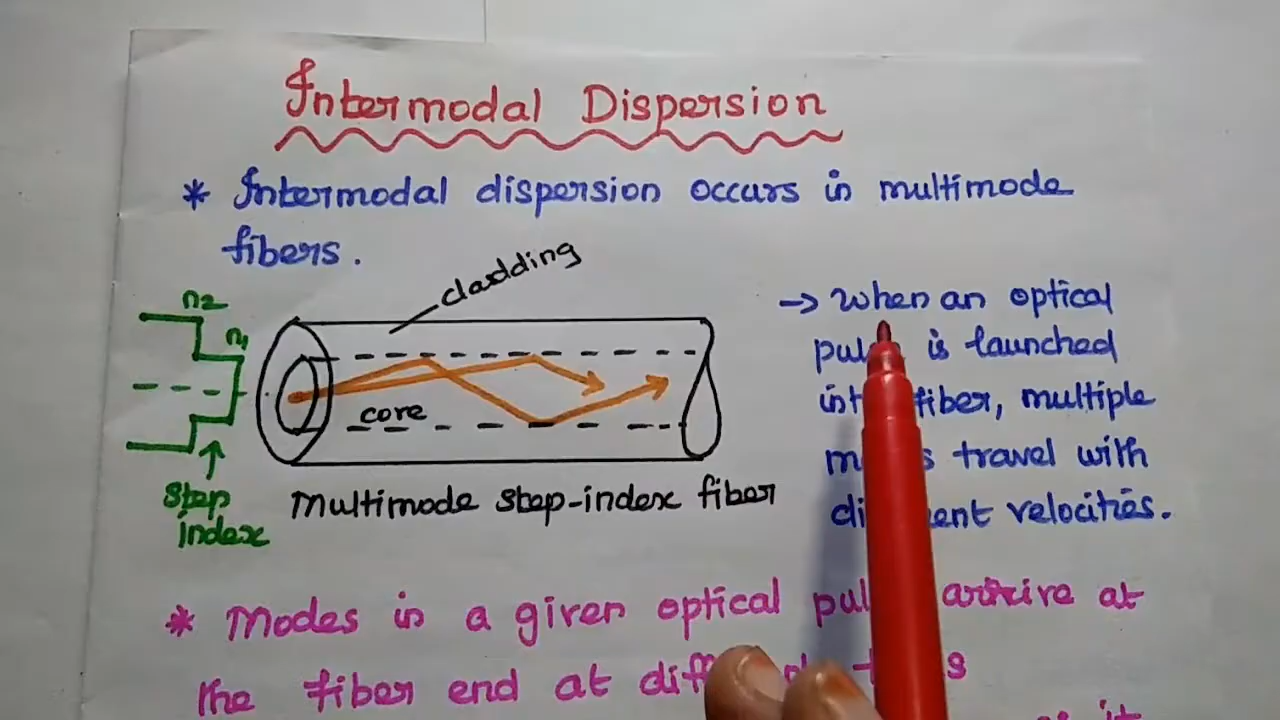 Intermodal Dispersion
* Intermodal dispersion occurs in multimode
fibers.
cladding
n2
n1
core
step
index
Multimode step-index fiber
→ When an optical
is launched
fiber, multiple
travel with
velocities.
* Modes in a given optical arrive at
the fiber end at